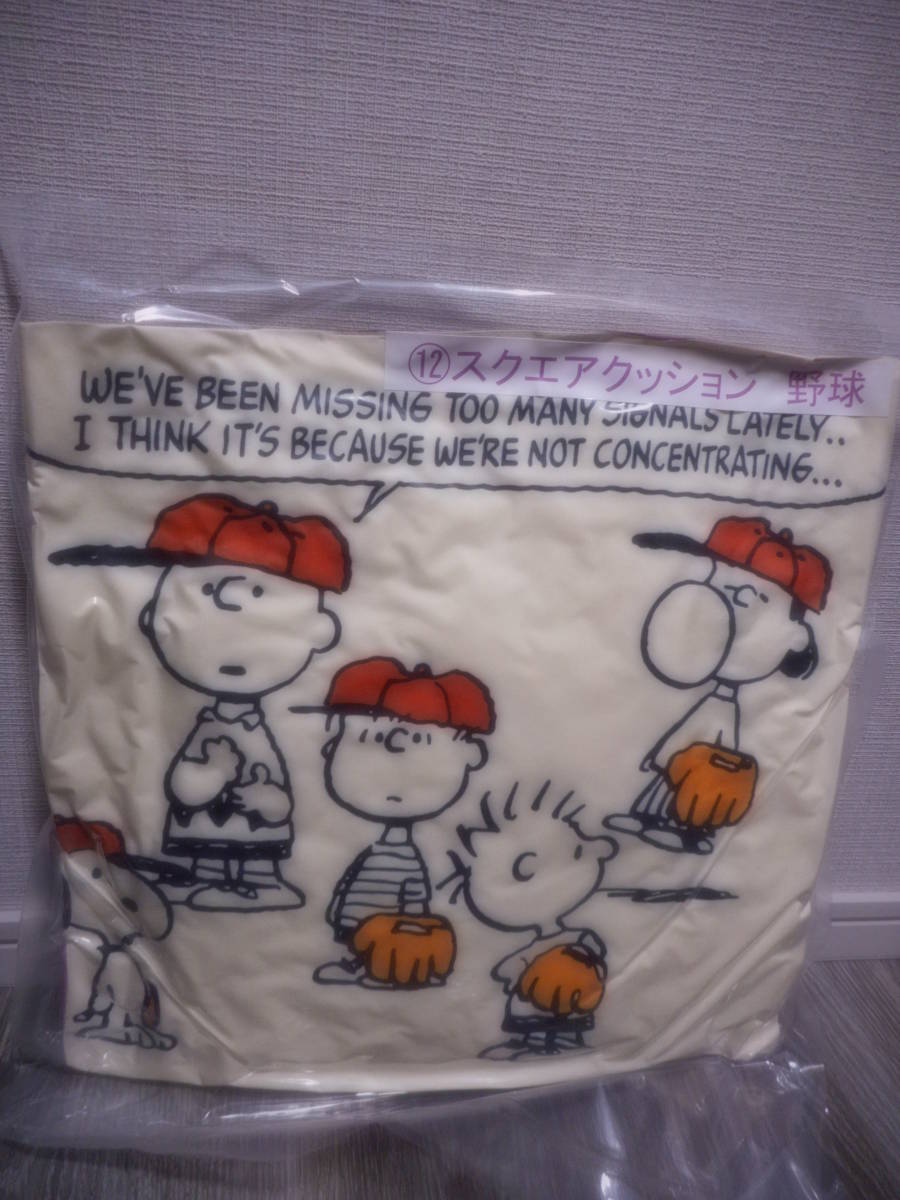 ⑫スクエアクッション 野球
WE'VE BEEN MISSING TOO MANY SIGNALS LATELY..
I THINK IT'S BECAUSE WE'RE NOT CONCENTRATING...